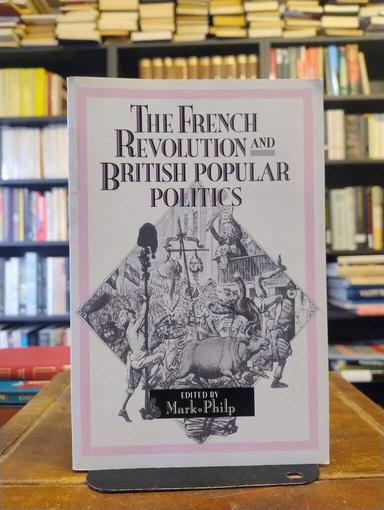 THE FRENCH
REVOLUTION AND
BRITISH POPULAR
POLITICS
EDITED BY
Mark Philp